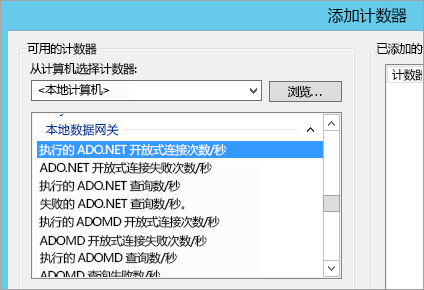 添加计数器
可用的计数器
已添加的
从计算机选择计数器:
<本地计算机>
浏览...
计数器
本地数据网关
执行的 ADO.NET 开放式连接次数/秒
ADO.NET 开放式连接失败次数/秒
执行的 ADO.NET 查询数/秒
失败的 ADO.NET 查询数/秒。
执行的 ADOMD 开放式连接次数/秒
ADOMD 开放式连接失败次数/秒
执行的 ADOMD 查询数/秒
ADOMD 查询失败数/秒